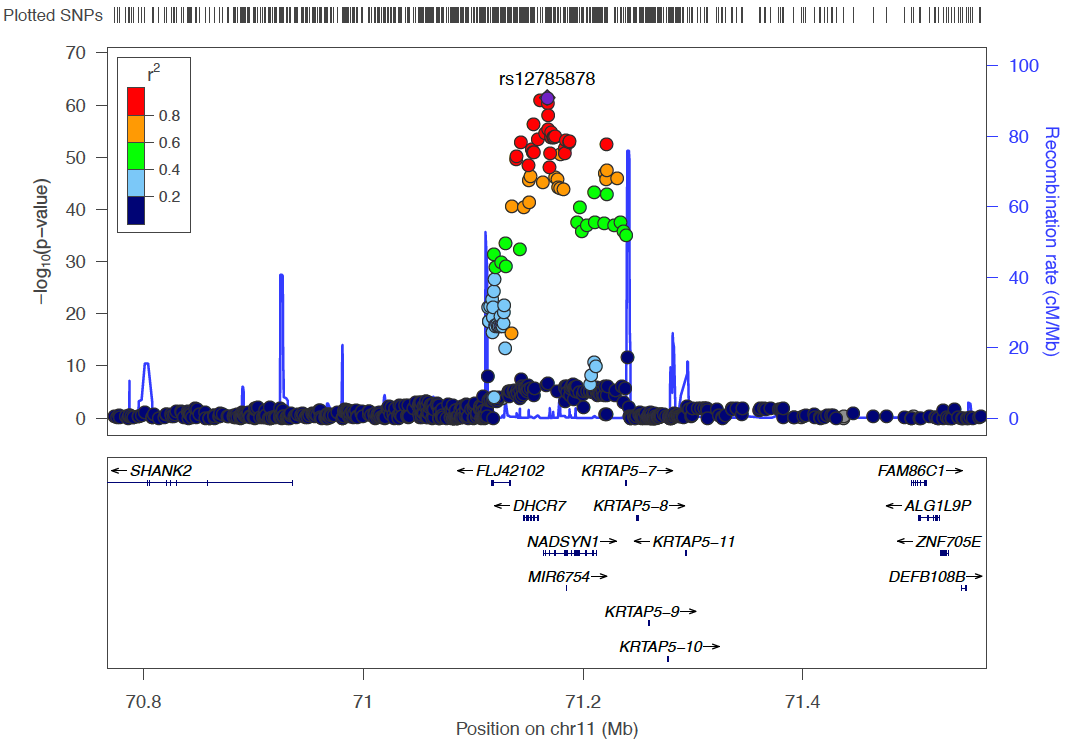 Plotted SNPs
rs12785878
r2
0.8
0.6
0.4
0.2
70
60
50
40
30
20
10
0
−log10(p−value)
100
80
60
40
20
0
Recombination rate (cM/Mb)
←SHANK2
←FLJ42102
KRTAP5−7→
FAM86C1→
←DHCR7
KRTAP5−8→
←ALG1L9P
NADSYN1→
←KRTAP5−11
←ZNF705E
MIR6754→
DEFB108B→
KRTAP5−9→
KRTAP5−10→
70.8
71
71.2
71.4
Position on chr11 (Mb)